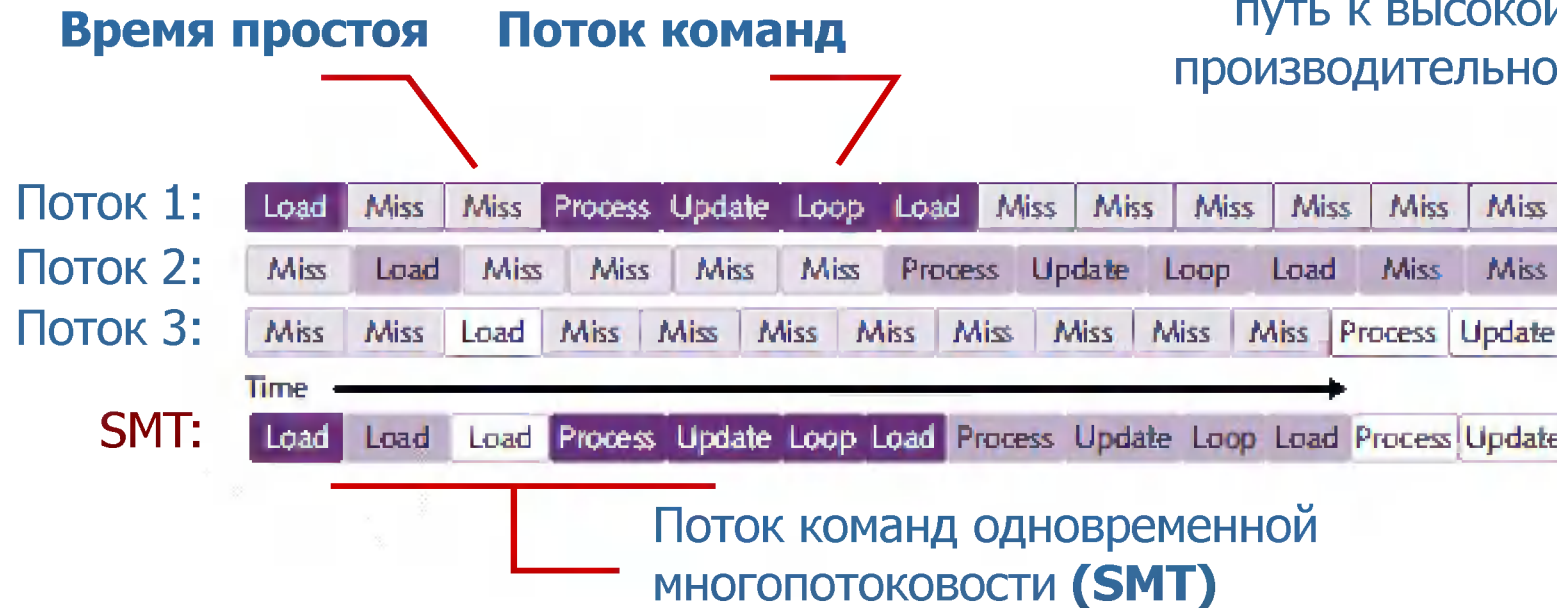 путь к высокой
производительно
Время простоя Поток команд
Поток 1: Load Miss Miss Process Update Loop Load Miss Miss Miss Miss Miss Miss
Поток 2: Miss Load Miss Miss Miss Miss Process Update Loop Load Miss Miss
Поток 3: Miss Miss Load Miss Miss Miss Miss Miss Miss Miss Miss Process Update
Time
SMT: Load Load Load Process Update Loop Load Process Update Loop Load Process Update
Поток команд одновременной
многопотоковости (SMT)